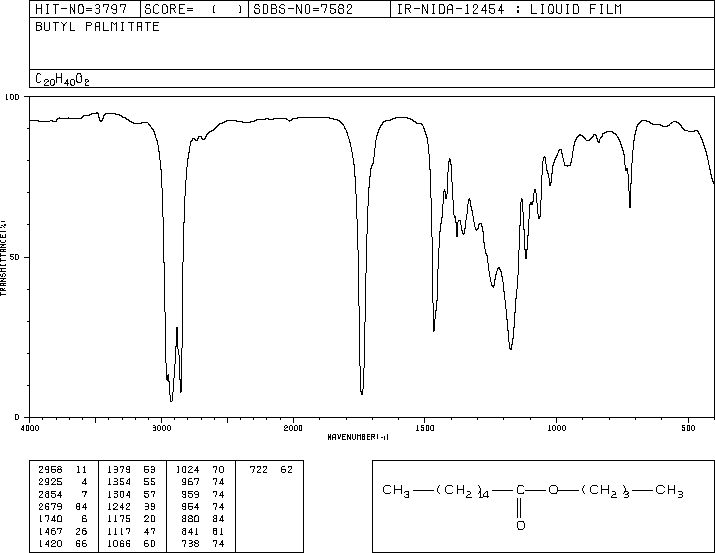 HIT-NO=3797 SCORE= ( ) SDBS-NO=7582 IR-NIDA-12454 : LIQUID FILM
BUTYL PALMITATE
C20H40O2
100
50
0
TRANSMITTANCE(%)
4000 3000 2000 1500 1000 500
WAVENUMBER(-1)
2958 11 1379 53 1024 70 722 62
2925 4 1354 55 967 74
2854 7 1304 57 959 74
2679 84 1242 39 954 74
1740 6 1175 20 880 84
1467 26 1117 47 841 81
1420 66 1066 60 738 74
CH3—(CH2)14—C—O—(CH2)3—CH3
O